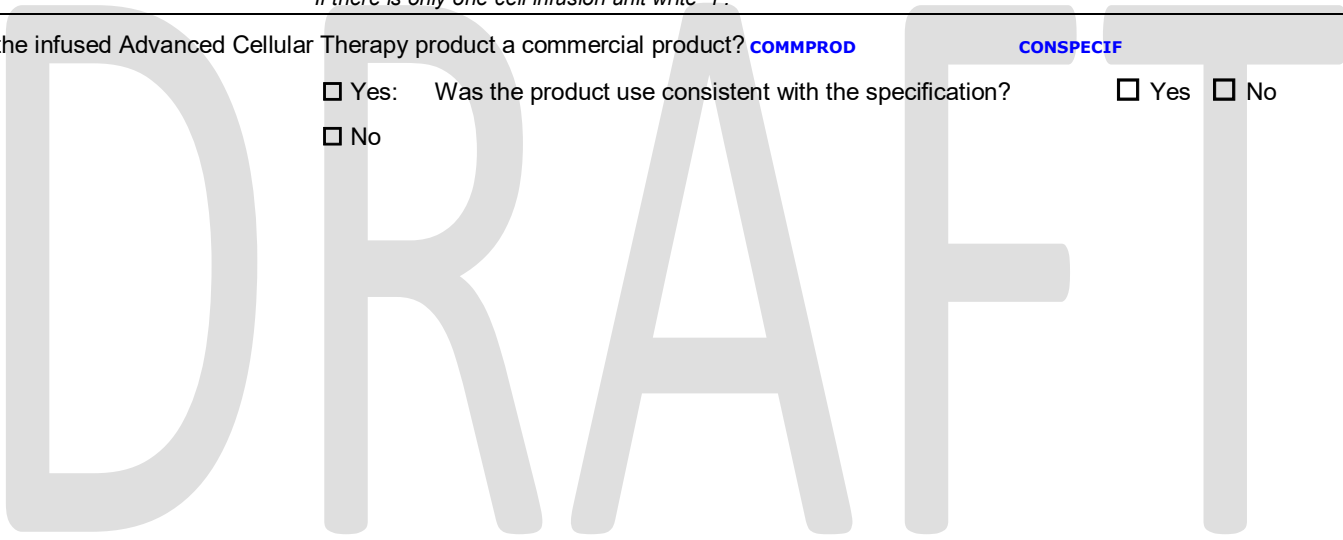 If there is only one cell infusion unit write "1".
the infused Advanced Cellular Therapy product a commercial product? COMMPROD CONSPECIF
Yes: Was the product use consistent with the specification? Yes No
No
DRAFT